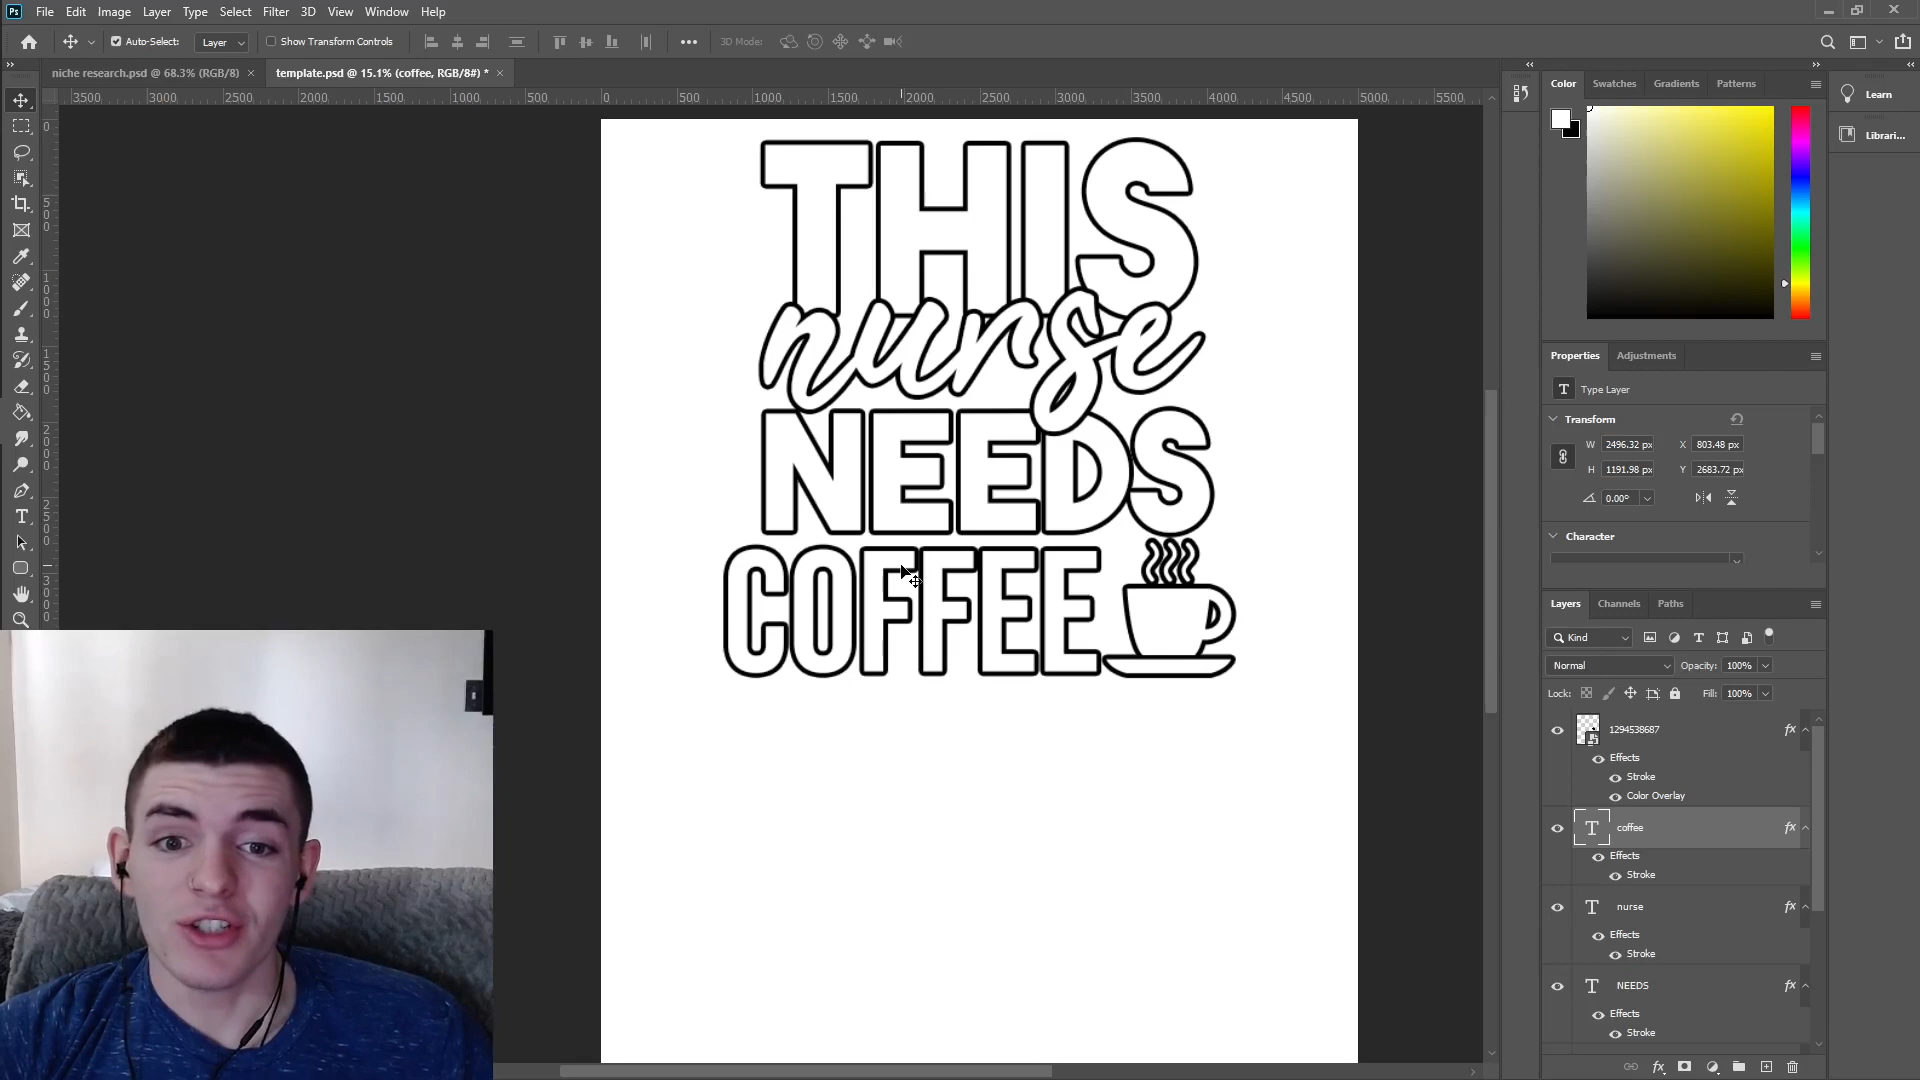 Ps File Edit Image Layer Type Select Filter 3D View Window Help
Auto-Select: Layer Show Transform Controls 3D Mode:
niche research.psd @ 68.3% (RGB/8) × template.psd @ 15.1% (coffee, RGB/8#) * ×
3500 3000 2500 2000 1500 1000 500 0 500 1000 1500 2000 2500 3000 3500 4000 4500 5000 5500
0
500
1000
1500
2000
2500
THIS
nurse
NEEDS
COFFEE
Color Swatches Gradients Patterns
Learn
Librari...
Properties Adjustments
T Type Layer
Transform
W 2496.32 px X 803.48 px
H 1191.98 px Y 2683.72 px
0.00°
Character
Layers Channels Paths
Kind
Normal Opacity: 100%
Lock: Fill: 100%
1294538687 fx
Effects
Stroke
Color Overlay
T coffee fx
Effects
Stroke
T nurse fx
Effects
Stroke
T NEEDS fx
Effects
Stroke
fx